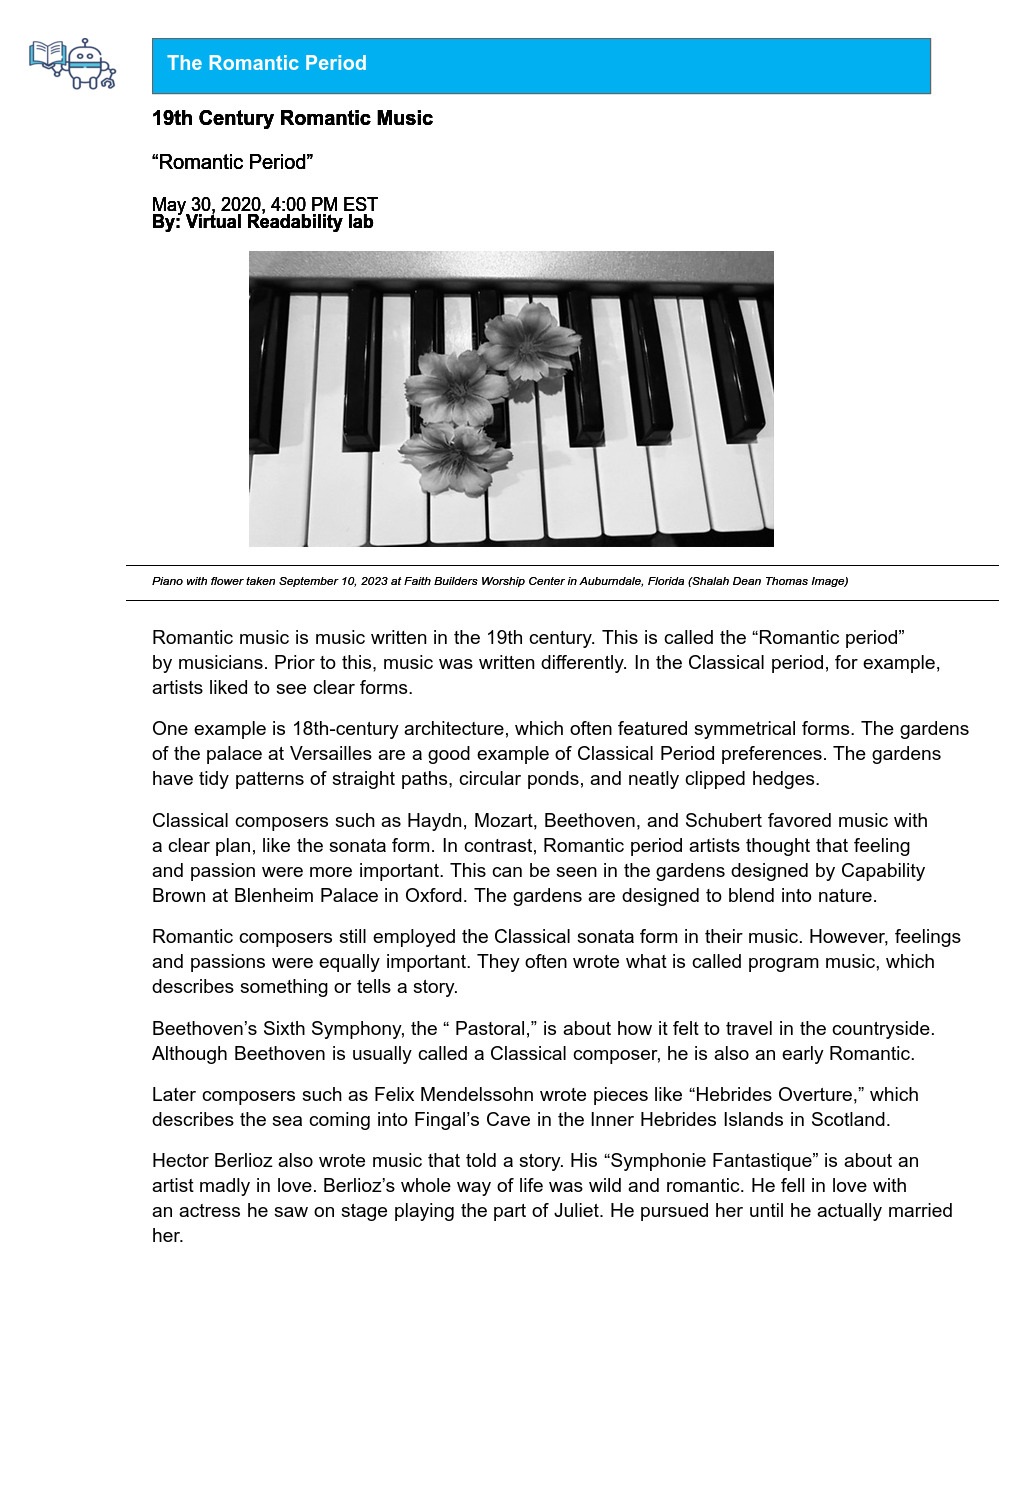 The Romantic Period
19th Century Romantic Music
“Romantic Period”
May 30, 2020, 4:00 PM EST
By: Virtual Readability lab
Piano with flower taken September 10, 2023 at Faith Builders Worship Center in Auburndale, Florida (Shalah Dean Thomas Image)
Romantic music is music written in the 19th century. This is called the “Romantic period”
by musicians. Prior to this, music was written differently. In the Classical period, for example,
artists liked to see clear forms.
One example is 18th-century architecture, which often featured symmetrical forms. The gardens
of the palace at Versailles are a good example of Classical Period preferences. The gardens
have tidy patterns of straight paths, circular ponds, and neatly clipped hedges.
Classical composers such as Haydn, Mozart, Beethoven, and Schubert favored music with
a clear plan, like the sonata form. In contrast, Romantic period artists thought that feeling
and passion were more important. This can be seen in the gardens designed by Capability
Brown at Blenheim Palace in Oxford. The gardens are designed to blend into nature.
Romantic composers still employed the Classical sonata form in their music. However, feelings
and passions were equally important. They often wrote what is called program music, which
describes something or tells a story.
Beethoven’s Sixth Symphony, the “ Pastoral,” is about how it felt to travel in the countryside.
Although Beethoven is usually called a Classical composer, he is also an early Romantic.
Later composers such as Felix Mendelssohn wrote pieces like “Hebrides Overture,” which
describes the sea coming into Fingal’s Cave in the Inner Hebrides Islands in Scotland.
Hector Berlioz also wrote music that told a story. His “Symphonie Fantastique” is about an
artist madly in love. Berlioz’s whole way of life was wild and romantic. He fell in love with
an actress he saw on stage playing the part of Juliet. He pursued her until he actually married
her.